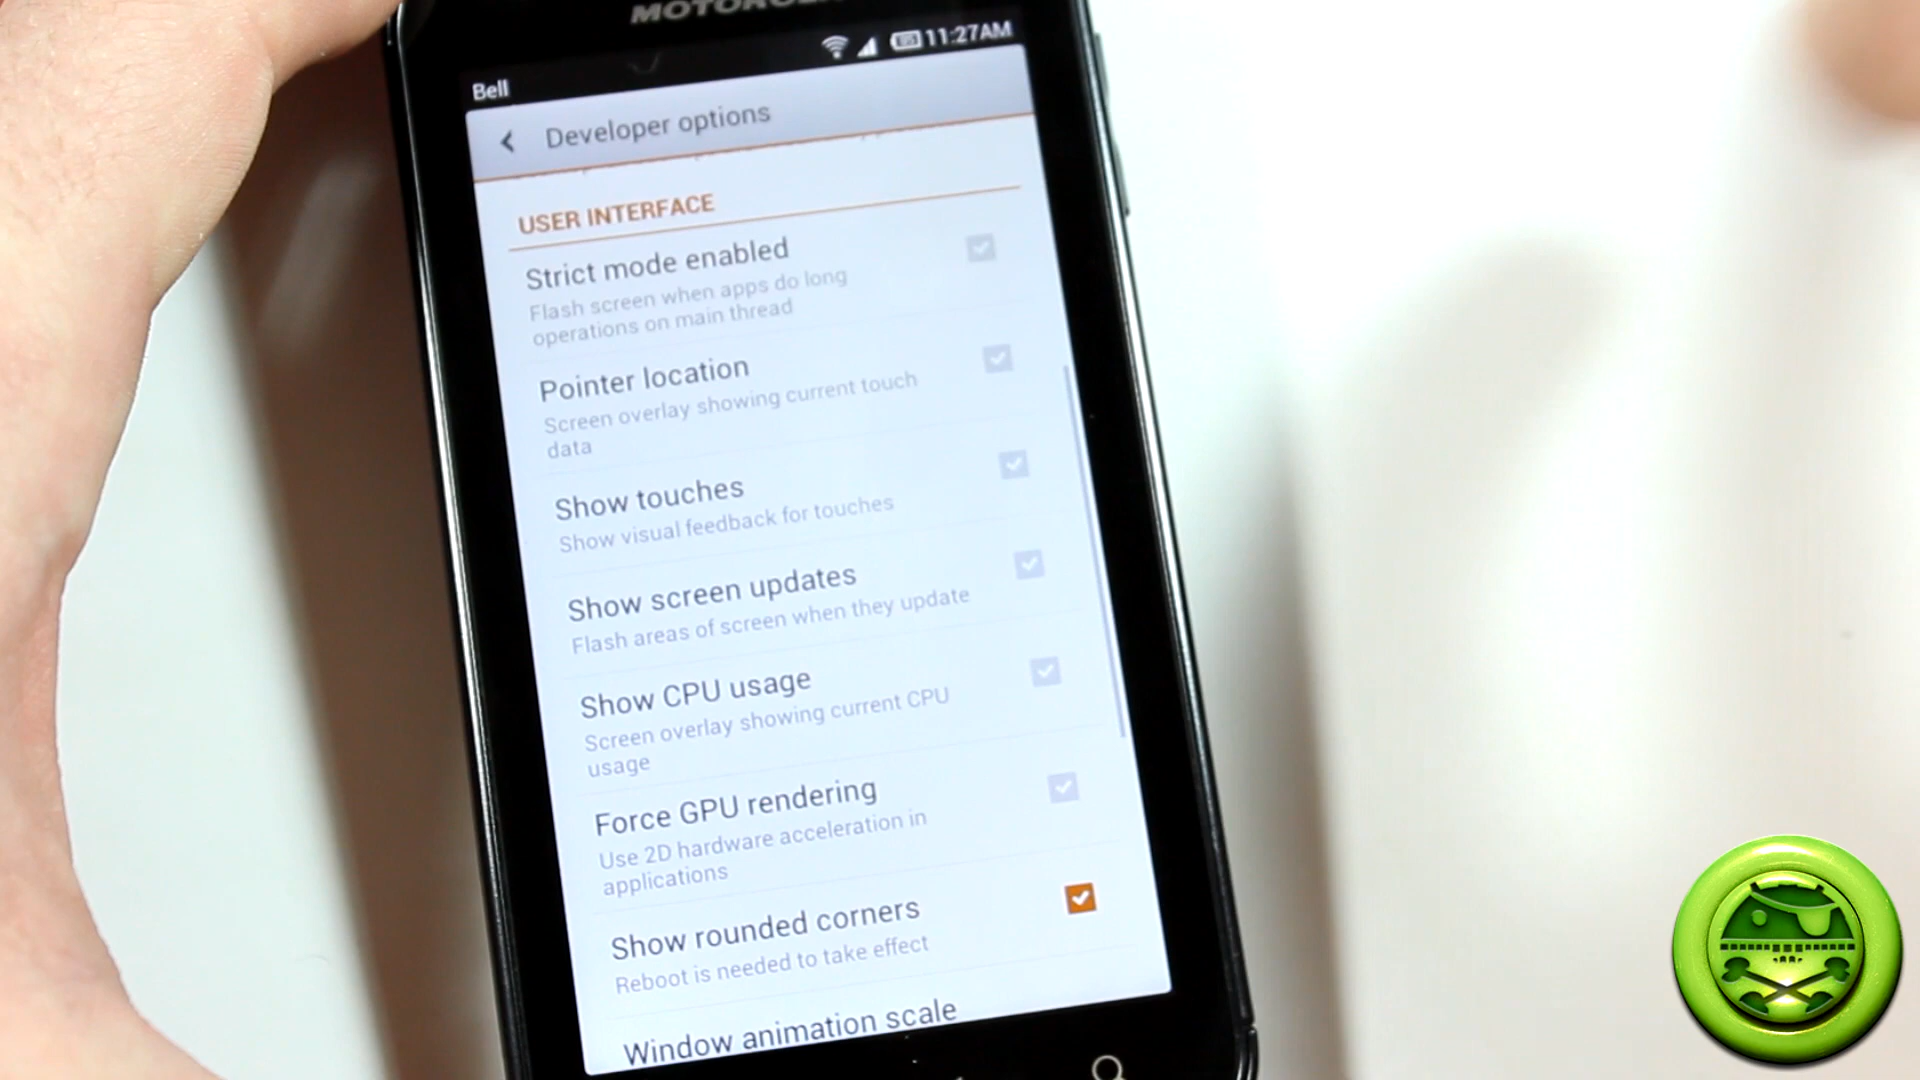 MOTOROLA
11:27AM
Bell
Developer options
USER INTERFACE
Strict mode enabled
Flash screen when apps do long
operations on main thread
Pointer location
Screen overlay showing current touch
data
Show touches
Show visual feedback for touches
Show screen updates
Flash areas of screen when they update
Show CPU usage
Screen overlay showing current CPU
usage
Force GPU rendering
Use 2D hardware acceleration in
applications
Show rounded corners
Reboot is needed to take effect
Window animation scale